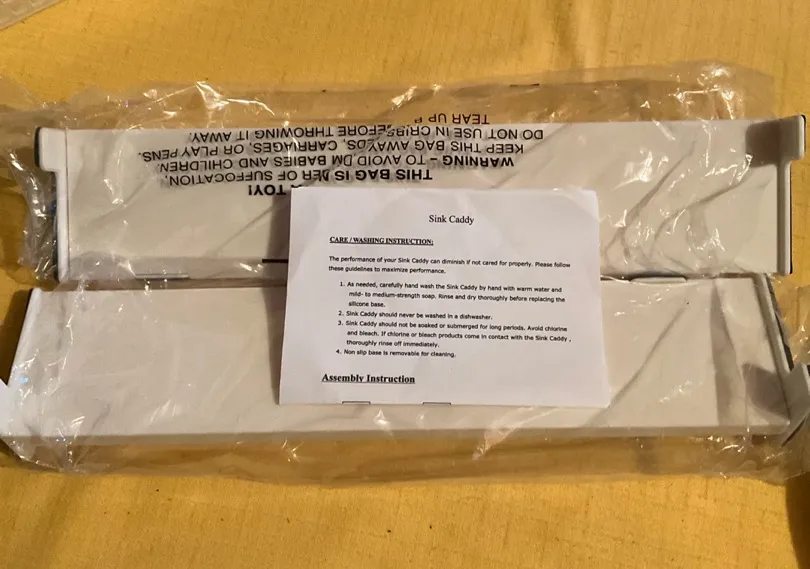 TOY!
THIS BAG IS OF SUFFOCATION,
WARNING – TO AVOID BABIES AND CHILDREN.
KEEP THIS BAG AWAY CARRIAGES, OR PLAY PENS.
DO NOT USE IN CRIBS, BEFORE THROWING IT AWAY.
TEAR UP
Sink Caddy
CARE / WASHING INSTRUCTION:
The performance of your Sink Caddy can diminish if not cared for properly. Please follow
these guidelines to maximize performance.
1. As needed, carefully hand wash the Sink Caddy by hand with warm water and
mild- to medium-strength soap. Rinse and dry thoroughly before replacing the
silicone base.
2. Sink Caddy should never be washed in a dishwasher.
3. Sink Caddy should not be soaked or submerged for long periods. Avoid chlorine
and bleach. If chlorine or bleach products come in contact with the Sink Caddy ,
thoroughly rinse off immediately.
4. Non slip base is removable for cleaning.
Assembly Instruction